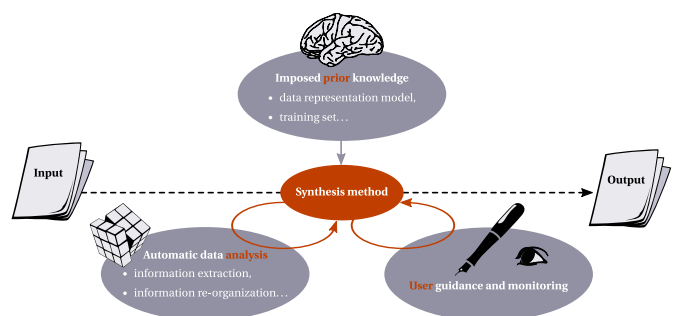 Imposed prior knowledge
• data representation model,
• training set…
Input
Synthesis method
Output
Automatic data analysis
• information extraction,
• information re-organization…
User guidance and monitoring